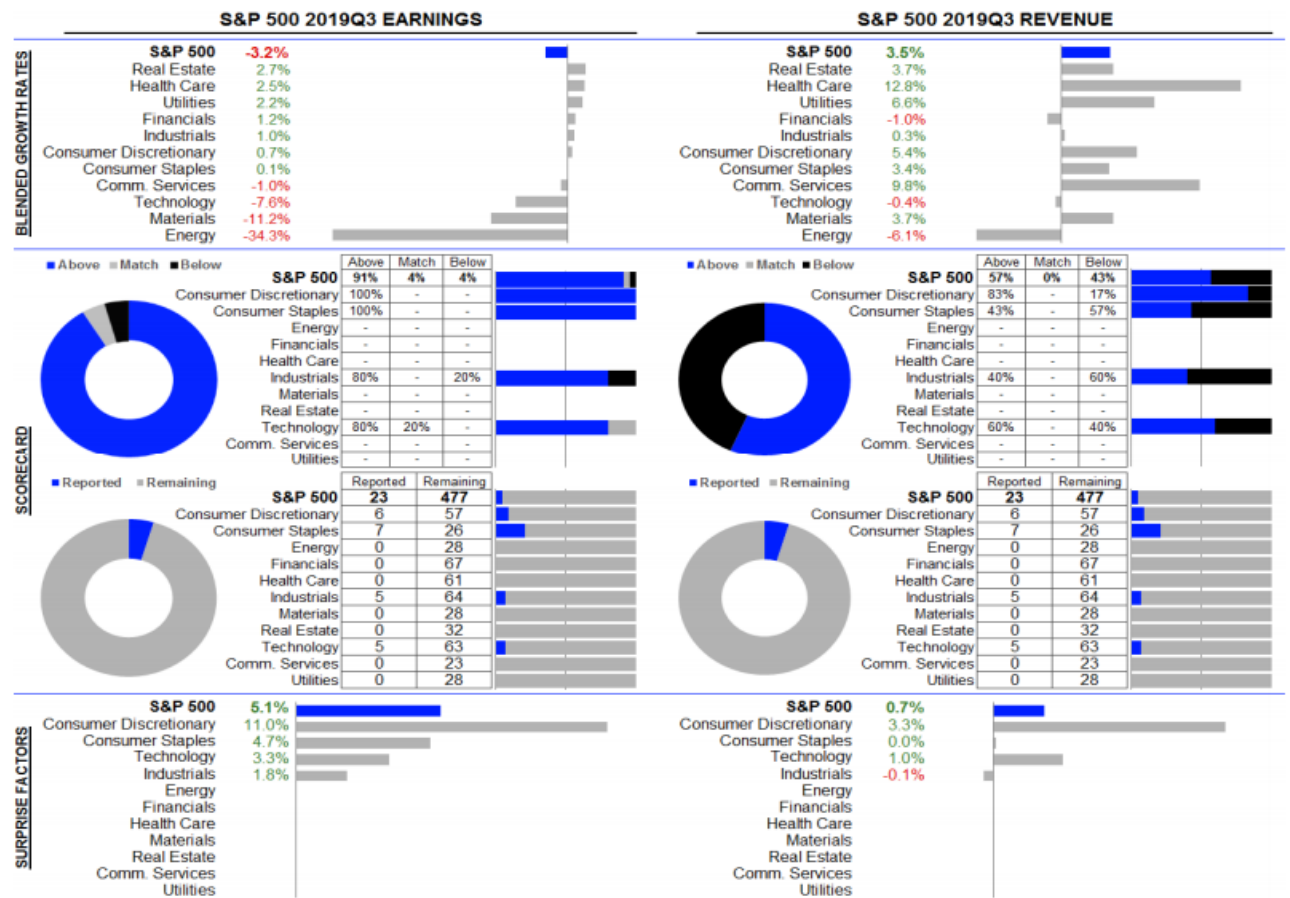 S&P 500 2019Q3 EARNINGS
S&P 500 2019Q3 REVENUE
BLENDED GROWTH RATES
S&P 500 -3.2%
Real Estate 2.7%
Health Care 2.5%
Utilities 2.2%
Financials 1.2%
Industrials 1.0%
Consumer Discretionary 0.7%
Consumer Staples 0.1%
Comm. Services -1.0%
Technology -7.6%
Materials -11.2%
Energy -34.3%
S&P 500 3.5%
Real Estate 3.7%
Health Care 12.8%
Utilities 6.6%
Financials -1.0%
Industrials 0.3%
Consumer Discretionary 5.4%
Consumer Staples 3.4%
Comm. Services 9.8%
Technology -0.4%
Materials 3.7%
Energy -6.1%
SCORECARD
Above Match Below
Above Match Below
S&P 500 91% 4% 4%
Consumer Discretionary 100% - -
Consumer Staples 100% - -
Energy - - -
Financials - - -
Health Care - - -
Industrials 80% - 20%
Materials - - -
Real Estate - - -
Technology 80% 20% -
Comm. Services - - -
Utilities - - -
Above Match Below
Above Match Below
S&P 500 57% 0% 43%
Consumer Discretionary 83% - 17%
Consumer Staples 43% - 57%
Energy - - -
Financials - - -
Health Care - - -
Industrials 40% - 60%
Materials - - -
Real Estate - - -
Technology 60% - 40%
Comm. Services - - -
Utilities - - -
Reported Remaining
Reported Remaining
S&P 500 23 477
Consumer Discretionary 6 57
Consumer Staples 7 26
Energy 0 28
Financials 0 67
Health Care 0 61
Industrials 5 64
Materials 0 28
Real Estate 0 32
Technology 5 63
Comm. Services 0 23
Utilities 0 28
Reported Remaining
Reported Remaining
S&P 500 23 477
Consumer Discretionary 6 57
Consumer Staples 7 26
Energy 0 28
Financials 0 67
Health Care 0 61
Industrials 5 64
Materials 0 28
Real Estate 0 32
Technology 5 63
Comm. Services 0 23
Utilities 0 28
SURPRISE FACTORS
S&P 500 5.1%
Consumer Discretionary 11.0%
Consumer Staples 4.7%
Technology 3.3%
Industrials 1.8%
Energy
Financials
Health Care
Materials
Real Estate
Comm. Services
Utilities
S&P 500 0.7%
Consumer Discretionary 3.3%
Consumer Staples 0.0%
Technology 1.0%
Industrials -0.1%
Energy
Financials
Health Care
Materials
Real Estate
Comm. Services
Utilities